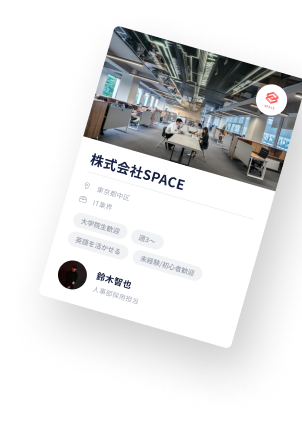 SPACE
株式会社SPACE
東京都中区
IT業界
大学院生歓迎 週3〜
英語を活かせる 未経験/初心者歓迎
鈴木智也
人事部採用担当